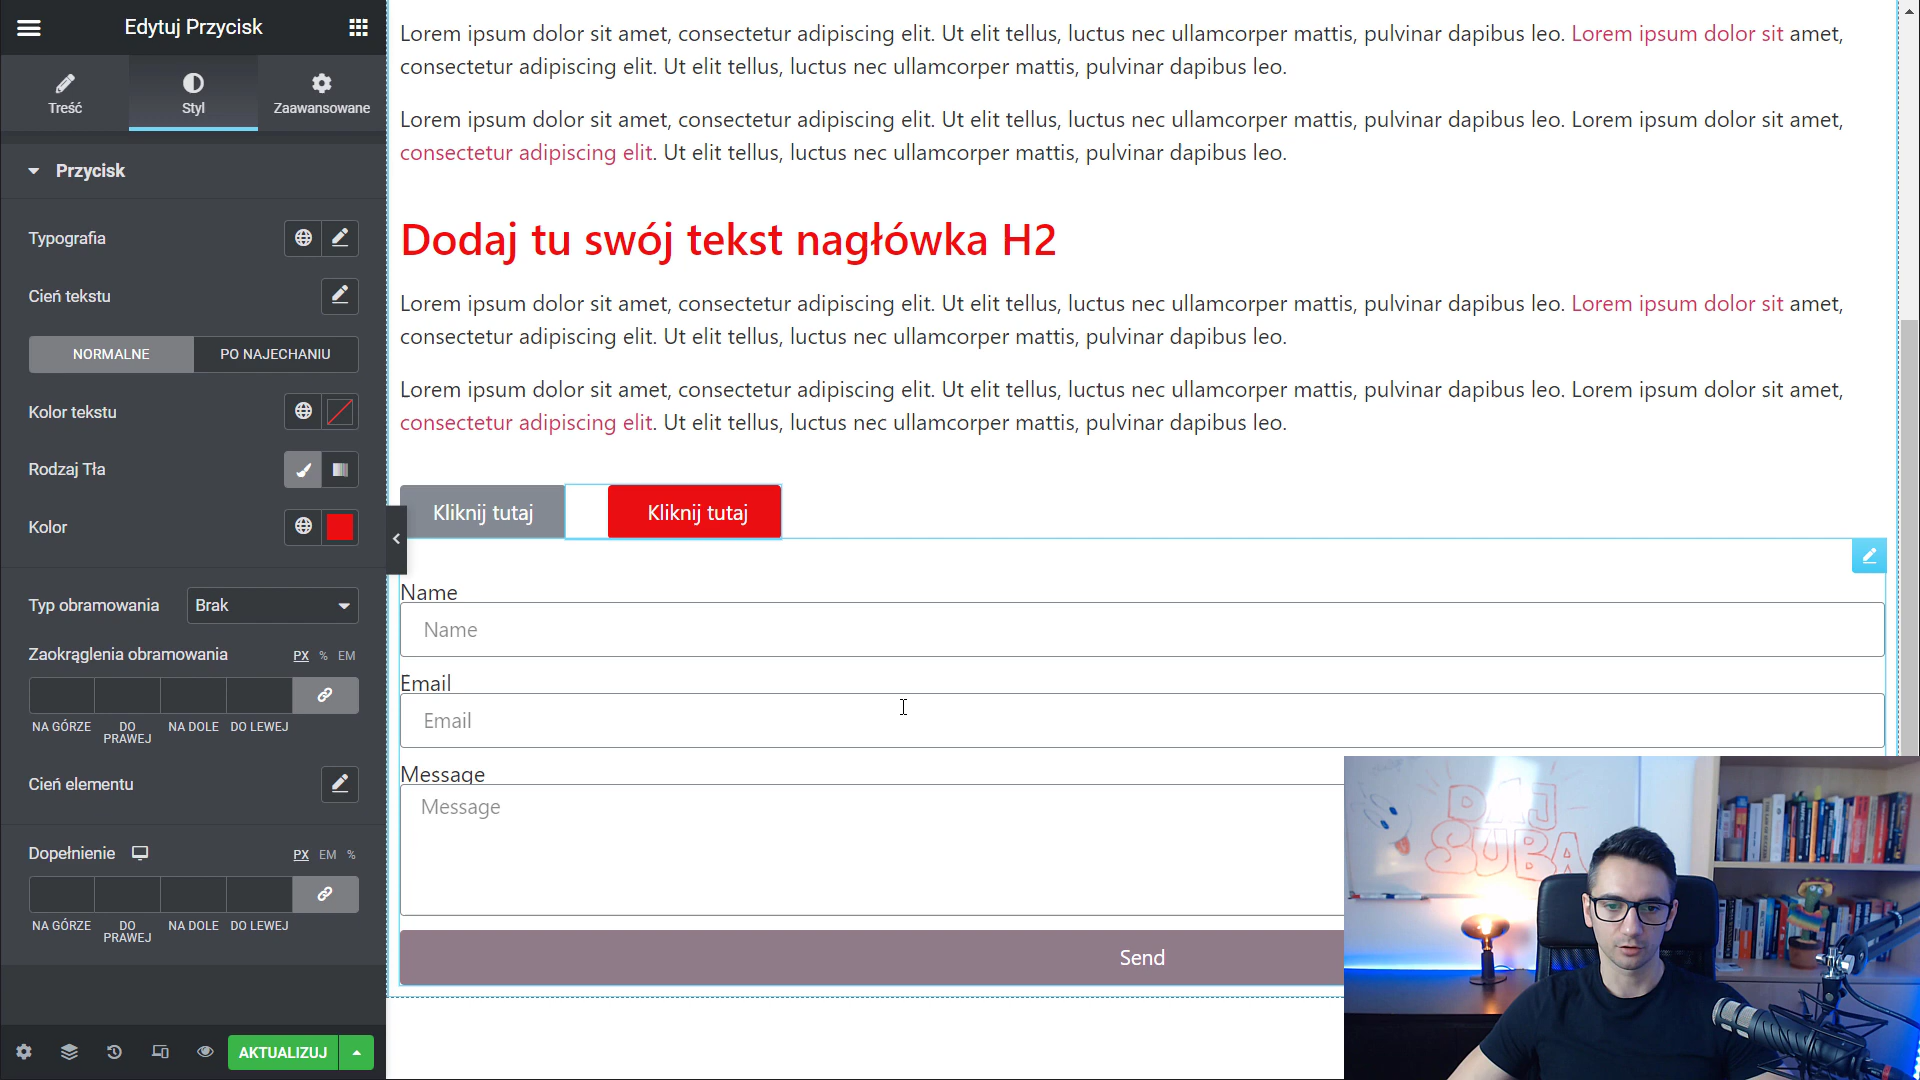 Edytuj Przycisk
Treść
Styl
Zaawansowane
Przycisk
Typografia
Cień tekstu
NORMALNE
PO NAJECHANIU
Kolor tekstu
Rodzaj Tła
Kolor
Typ obramowania
Brak
Zaokrąglenia obramowania
PX % EM
NA GÓRZE
DO PRAWEJ
NA DOLE
DO LEWEJ
Cień elementu
Dopełnienie
PX EM %
NA GÓRZE
DO PRAWEJ
NA DOLE
DO LEWEJ
AKTUALIZUJ
Lorem ipsum dolor sit amet, consectetur adipiscing elit. Ut elit tellus, luctus nec ullamcorper mattis, pulvinar dapibus leo. Lorem ipsum dolor sit amet,
consectetur adipiscing elit. Ut elit tellus, luctus nec ullamcorper mattis, pulvinar dapibus leo.
Lorem ipsum dolor sit amet, consectetur adipiscing elit. Ut elit tellus, luctus nec ullamcorper mattis, pulvinar dapibus leo. Lorem ipsum dolor sit amet,
consectetur adipiscing elit. Ut elit tellus, luctus nec ullamcorper mattis, pulvinar dapibus leo.
Dodaj tu swój tekst nagłówka H2
Lorem ipsum dolor sit amet, consectetur adipiscing elit. Ut elit tellus, luctus nec ullamcorper mattis, pulvinar dapibus leo. Lorem ipsum dolor sit amet,
consectetur adipiscing elit. Ut elit tellus, luctus nec ullamcorper mattis, pulvinar dapibus leo.
Lorem ipsum dolor sit amet, consectetur adipiscing elit. Ut elit tellus, luctus nec ullamcorper mattis, pulvinar dapibus leo. Lorem ipsum dolor sit amet,
consectetur adipiscing elit. Ut elit tellus, luctus nec ullamcorper mattis, pulvinar dapibus leo.
Kliknij tutaj
Kliknij tutaj
Name
Name
Email
Email
Message
Message
Send
DAJ
SUBA